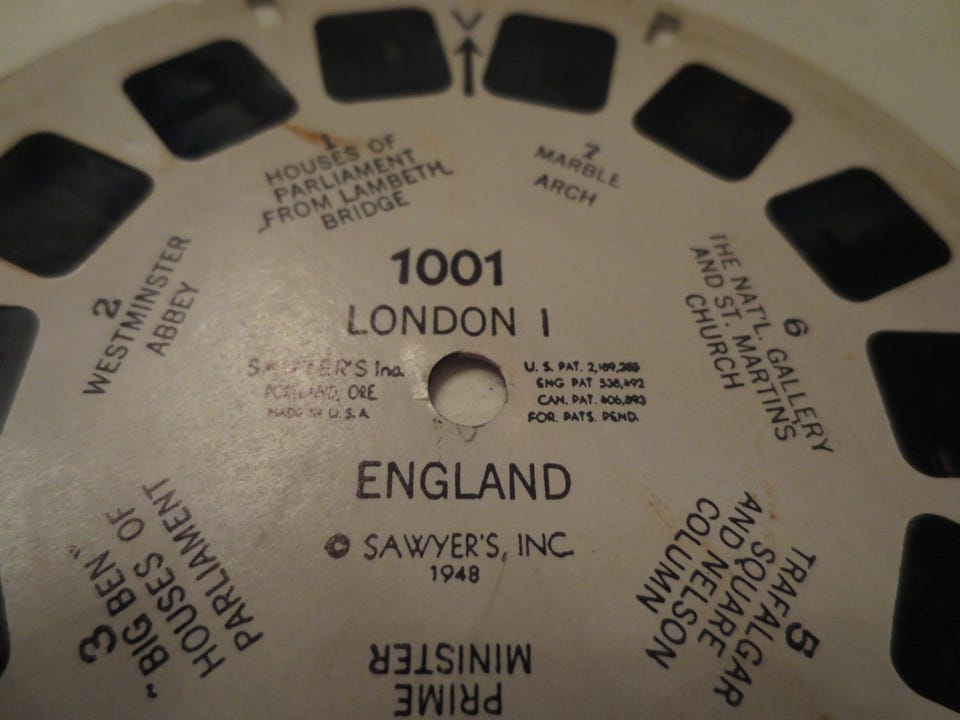 V
1
HOUSES OF
PARLIAMENT
FROM LAMBETH
BRIDGE
7
MARBLE
ARCH
2
WESTMINSTER
ABBEY
1001
LONDON I
SAWYER'S Inc.
PORTLAND, ORE.
MADE IN U.S.A.
U.S. PAT. 2,189,285
ENG PAT 538,492
CAN. PAT. 406,893
FOR. PATS. PEND.
6
THE NAT'L. GALLERY
AND ST. MARTIN'S
CHURCH
ENGLAND
© SAWYER'S, INC.
1948
3
"BIG BEN"
HOUSES OF
PARLIAMENT
5
TRAFALGAR
SQUARE
AND NELSON
COLUMN
PRIME
MINISTER